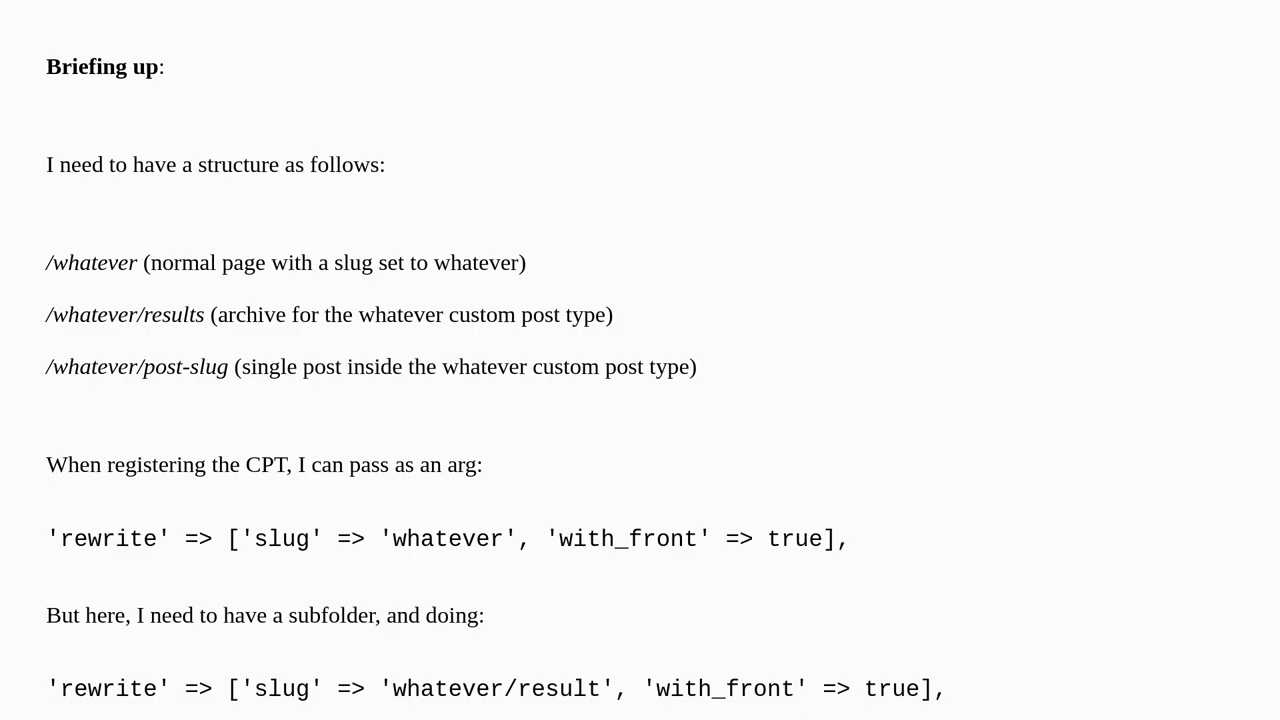 Briefing up:
I need to have a structure as follows:
/whatever (normal page with a slug set to whatever)
/whatever/results (archive for the whatever custom post type)
/whatever/post-slug (single post inside the whatever custom post type)
When registering the CPT, I can pass as an arg:
'rewrite' => ['slug' => 'whatever', 'with_front' => true],
But here, I need to have a subfolder, and doing:
'rewrite' => ['slug' => 'whatever/result', 'with_front' => true],